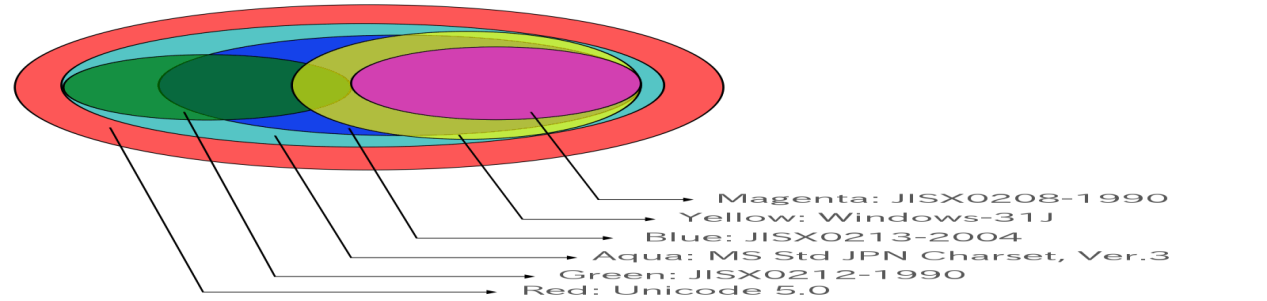 Magenta: JISX0208-1990
Yellow: Windows-31J
Blue: JISX0213-2004
Aqua: MS Std JPN Charset, Ver.3
Green: JISX0212-1990
Red: Unicode 5.0